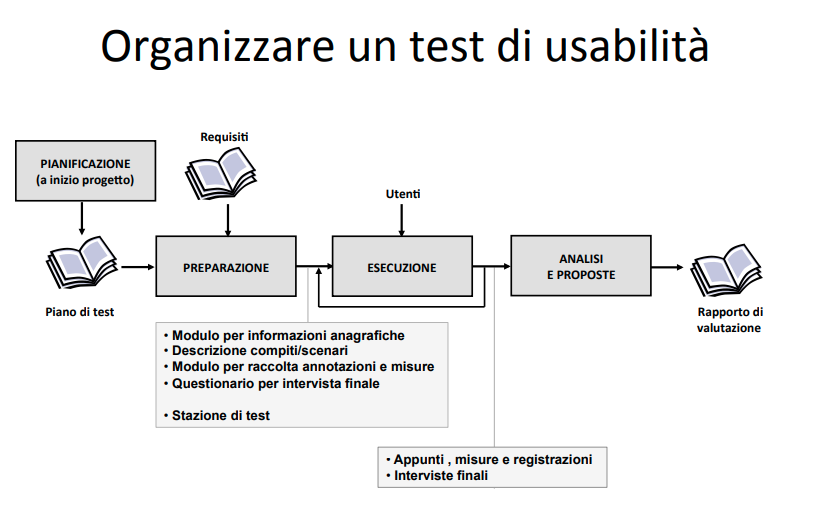 Organizzare un test di usabilità
Requisiti
PIANIFICAZIONE
(a inizio progetto)
Utenti
PREPARAZIONE
ESECUZIONE
ANALISI
E PROPOSTE
Piano di test
Rapporto di
valutazione
• Modulo per informazioni anagrafiche
• Descrizione compiti/scenari
• Modulo per raccolta annotazioni e misure
• Questionario per intervista finale
• Stazione di test
• Appunti , misure e registrazioni
• Interviste finali